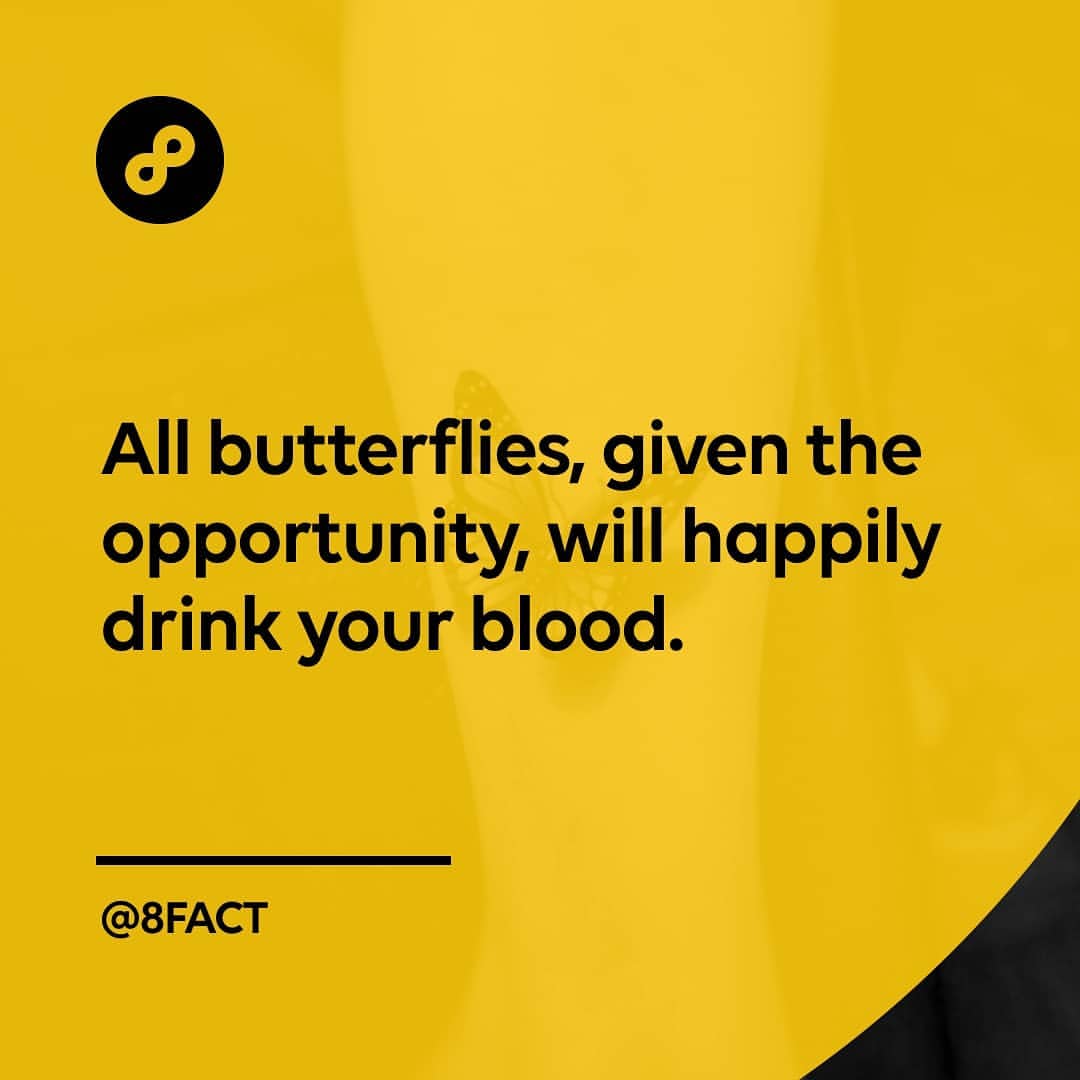 All butterflies, given the
opportunity, will happily
drink your blood.
@8FACT